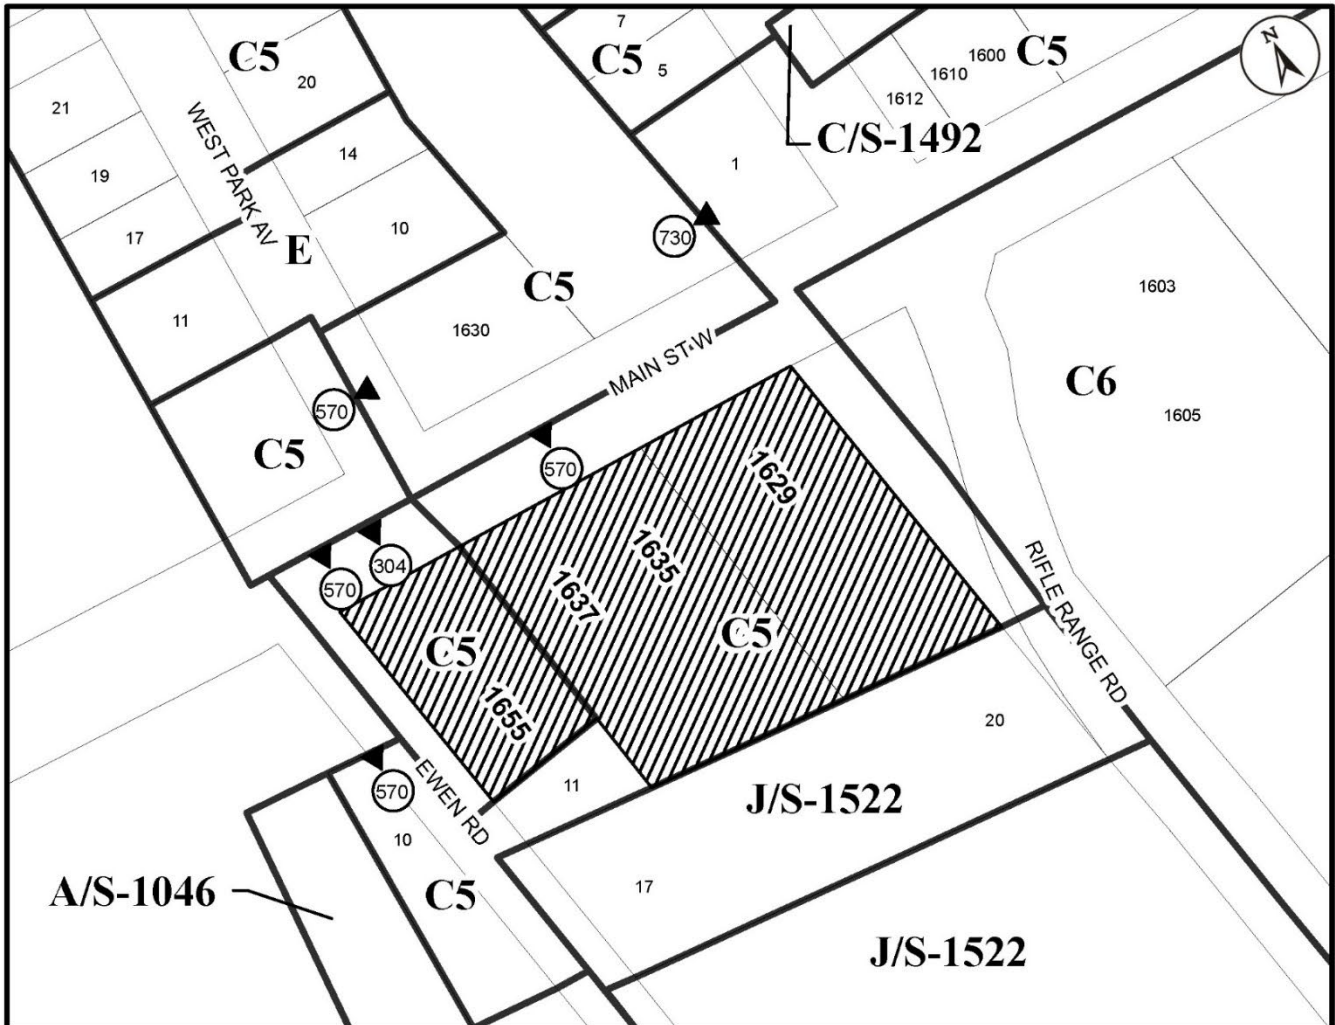 7
C5
C5
5
1600
C5
N
20
1610
21
1612
C/S-1492
WEST PARK AV
14
1
19
10
730
17
E
C5
1603
11
1630
MAIN ST W
C6
570
1605
C5
570
1629
304
1635
570
1637
RIFLE RANGE RD
C5
C5
1655
20
11
570
EWEN RD
J/S-1522
10
A/S-1046
C5
17
J/S-1522